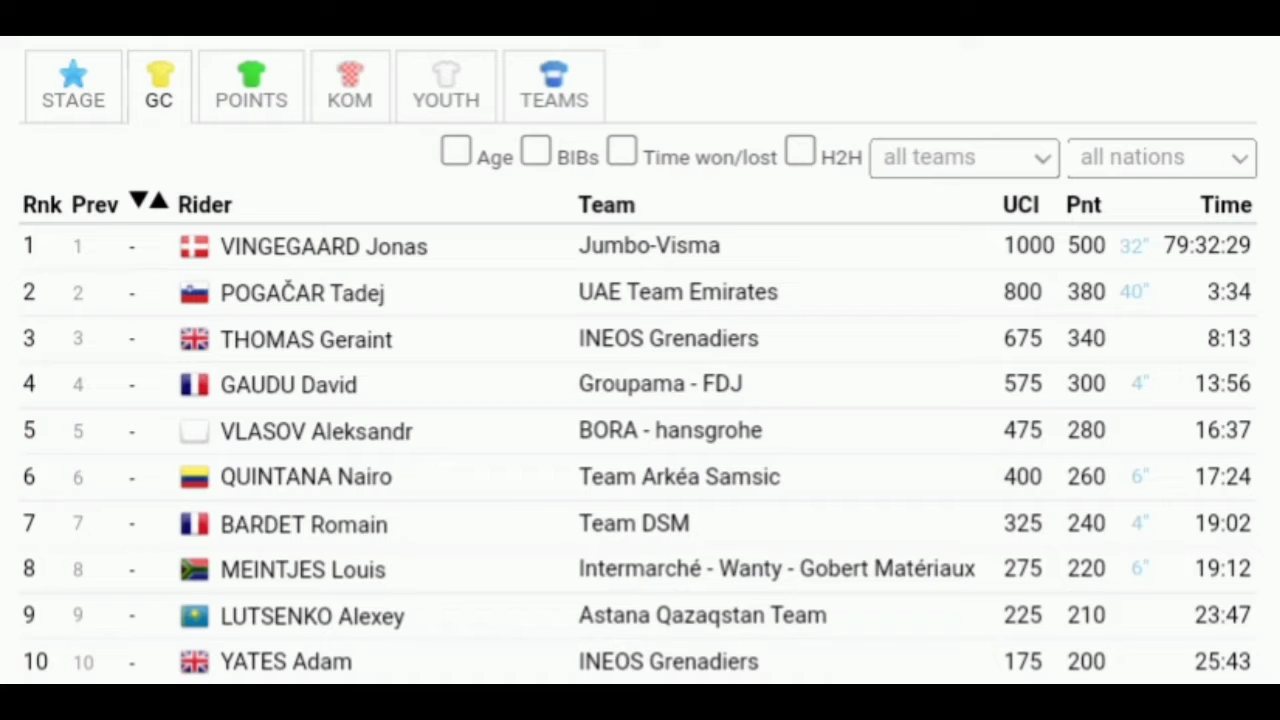 STAGE GC POINTS KOM YOUTH TEAMS
Age BIBs Time won/lost H2H all teams all nations
Rnk Prev ▼▲ Rider Team UCI Pnt Time
1 1 - VINGEGAARD Jonas Jumbo-Visma 1000 500 32" 79:32:29
2 2 - POGAČAR Tadej UAE Team Emirates 800 380 40" 3:34
3 3 - THOMAS Geraint INEOS Grenadiers 675 340 8:13
4 4 - GAUDU David Groupama - FDJ 575 300 4" 13:56
5 5 - VLASOV Aleksandr BORA - hansgrohe 475 280 16:37
6 6 - QUINTANA Nairo Team Arkéa Samsic 400 260 6" 17:24
7 7 - BARDET Romain Team DSM 325 240 4" 19:02
8 8 - MEINTJES Louis Intermarché - Wanty - Gobert Matériaux 275 220 6" 19:12
9 9 - LUTSENKO Alexey Astana Qazaqstan Team 225 210 23:47
10 10 - YATES Adam INEOS Grenadiers 175 200 25:43